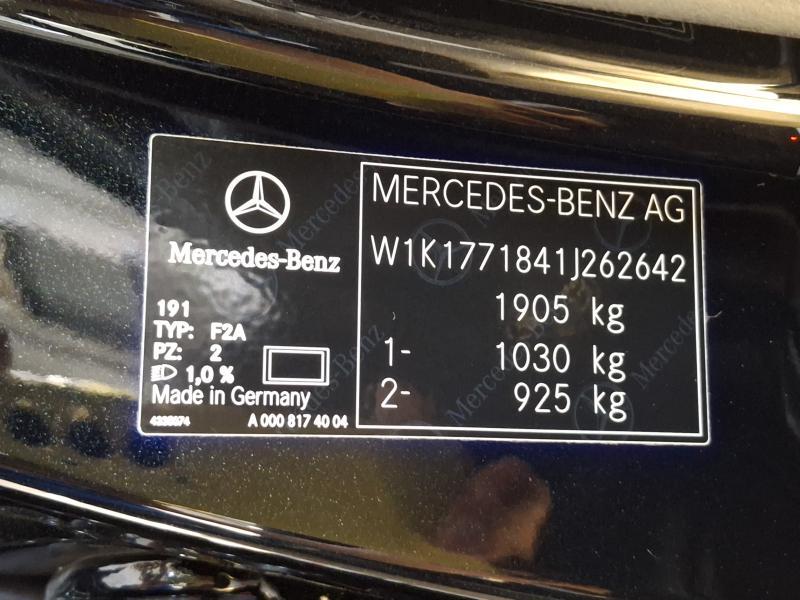 Mercedes-Benz
191
TYP: F2A
PZ: 2
1,0 %
Made in Germany
A 000 817 40 04
MERCEDES-BENZ AG
W1K1771841J262642
1905 kg
1- 1030 kg
2- 925 kg